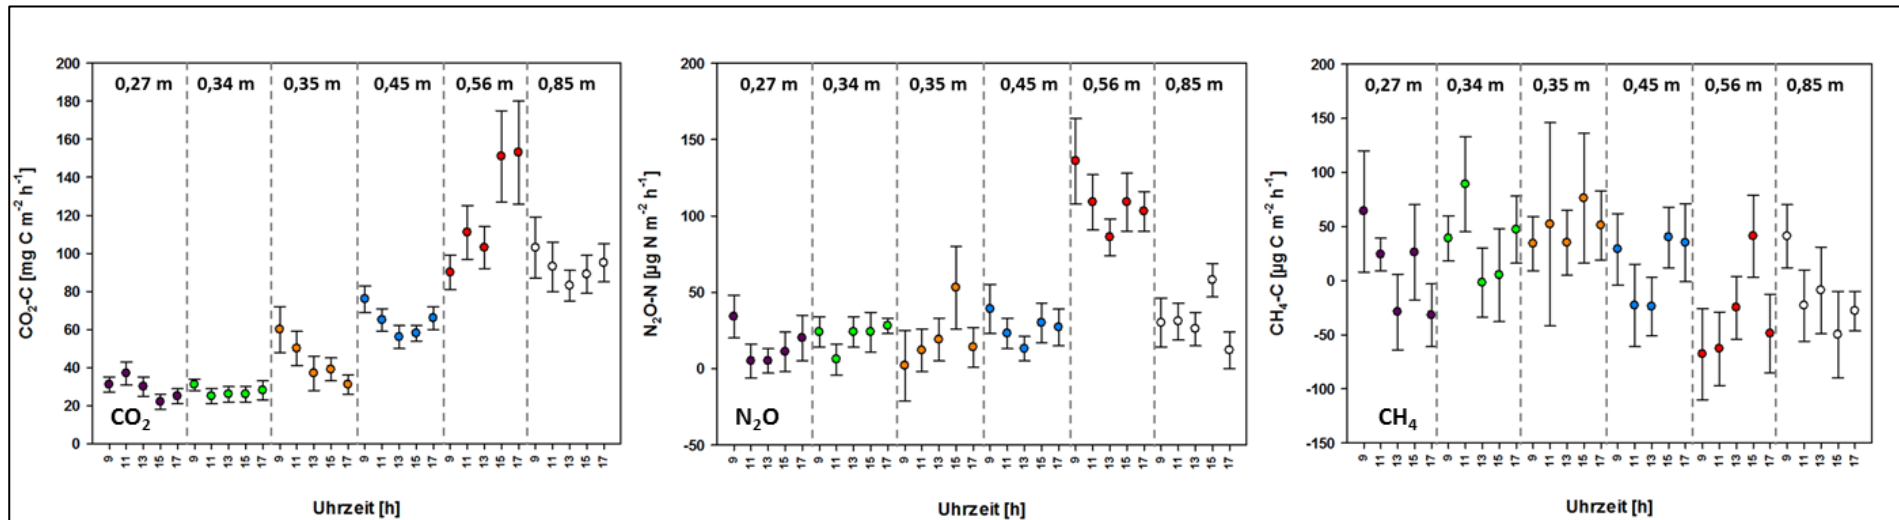 0,27 m 0,34 m 0,35 m 0,45 m 0,56 m 0,85 m
200
180
160
140
120
100
80
60
40
20
0
CO₂-C [mg C m⁻² h⁻¹]
CO₂
9 11 13 15 17 9 11 13 15 17 9 11 13 15 17 9 11 13 15 17 9 11 13 15 17 9 11 13 15 17
Uhrzeit [h]
0,27 m 0,34 m 0,35 m 0,45 m 0,56 m 0,85 m
200
150
100
50
0
-50
N₂O-N [µg N m⁻² h⁻¹]
N₂O
9 11 13 15 17 9 11 13 15 17 9 11 13 15 17 9 11 13 15 17 9 11 13 15 17 9 11 13 15 17
Uhrzeit [h]
0,27 m 0,34 m 0,35 m 0,45 m 0,56 m 0,85 m
200
150
100
50
0
-50
-100
-150
CH₄-C [µg C m⁻² h⁻¹]
CH₄
9 11 13 15 17 9 11 13 15 17 9 11 13 15 17 9 11 13 15 17 9 11 13 15 17 9 11 13 15 17
Uhrzeit [h]